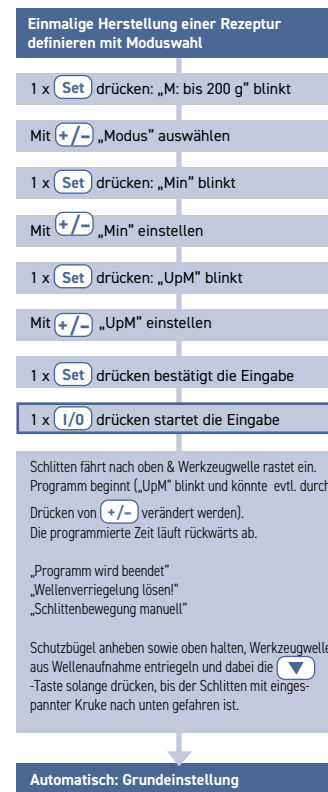 Einmalige Herstellung einer Rezeptur
definieren mit Moduswahl
1 x Set drücken: „M: bis 200 g" blinkt
Mit +/– „Modus" auswählen
1 x Set drücken: „Min" blinkt
Mit +/– „Min" einstellen
1 x Set drücken: „UpM" blinkt
Mit +/– „UpM" einstellen
1 x Set drücken bestätigt die Eingabe
1 x I/0 drücken startet die Eingabe
Schlitten fährt nach oben & Werkzeugwelle rastet ein.
Programm beginnt („UpM" blinkt und könnte evtl. durch
Drücken von +/– verändert werden).
Die programmierte Zeit läuft rückwärts ab.
„Programm wird beendet"
„Wellenverriegelung lösen!"
„Schlittenbewegung manuell"
Schutzbügel anheben sowie oben halten, Werkzeugwelle
aus Wellenaufnahme entriegeln und dabei die ▼
-Taste solange drücken, bis der Schlitten mit einges-
pannter Kruke nach unten gefahren ist.
Automatisch: Grundeinstellung